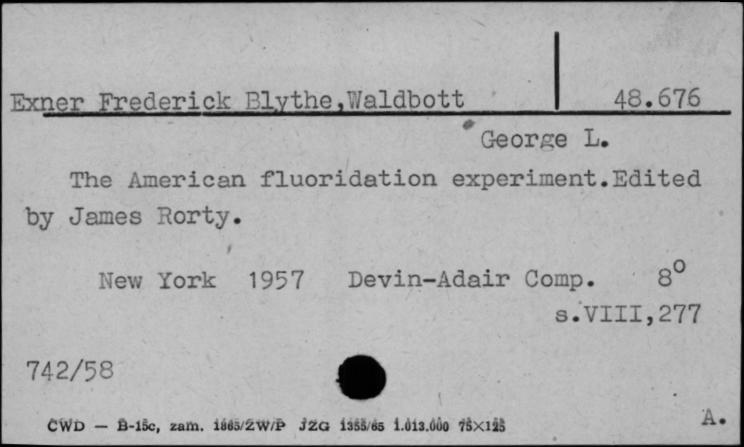 Exner Frederick Blythe,Waldbott 48.676
George L.
The American fluoridation experiment.Edited
by James Rorty.
New York 1957 Devin-Adair Comp. 8°
s.VIII,277
742/58
A.
CWD — B-15c, zam. 1865/ZW/P JZG 1355/65 1.013.000 75×125